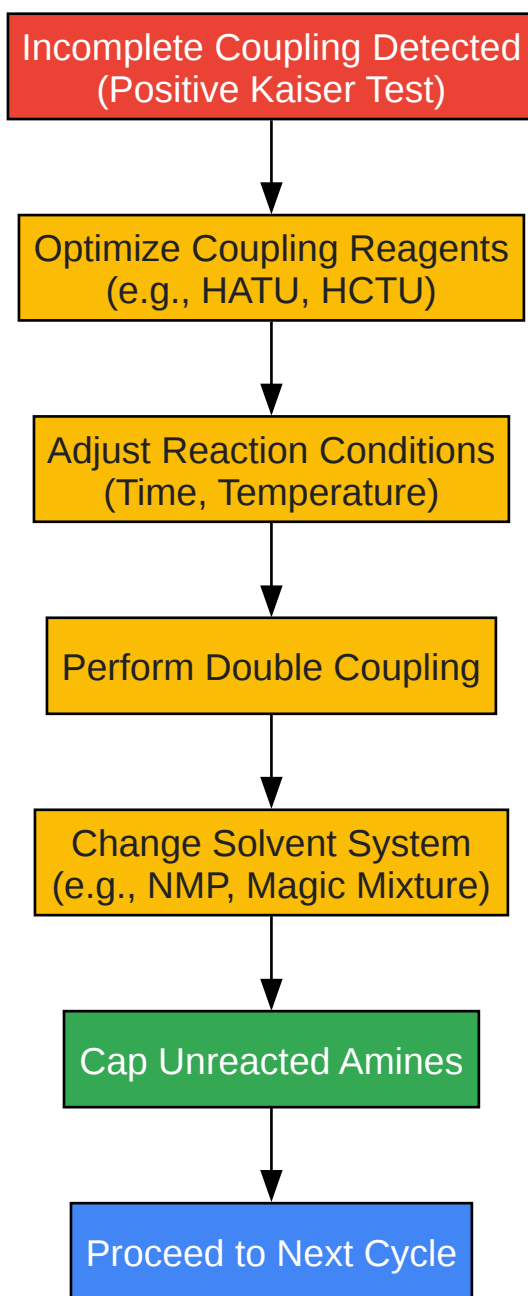 Incomplete Coupling Detected
(Positive Kaiser Test)
Optimize Coupling Reagents
(e.g., HATU, HCTU)
Adjust Reaction Conditions
(Time, Temperature)
Perform Double Coupling
Change Solvent System
(e.g., NMP, Magic Mixture)
Cap Unreacted Amines
Proceed to Next Cycle